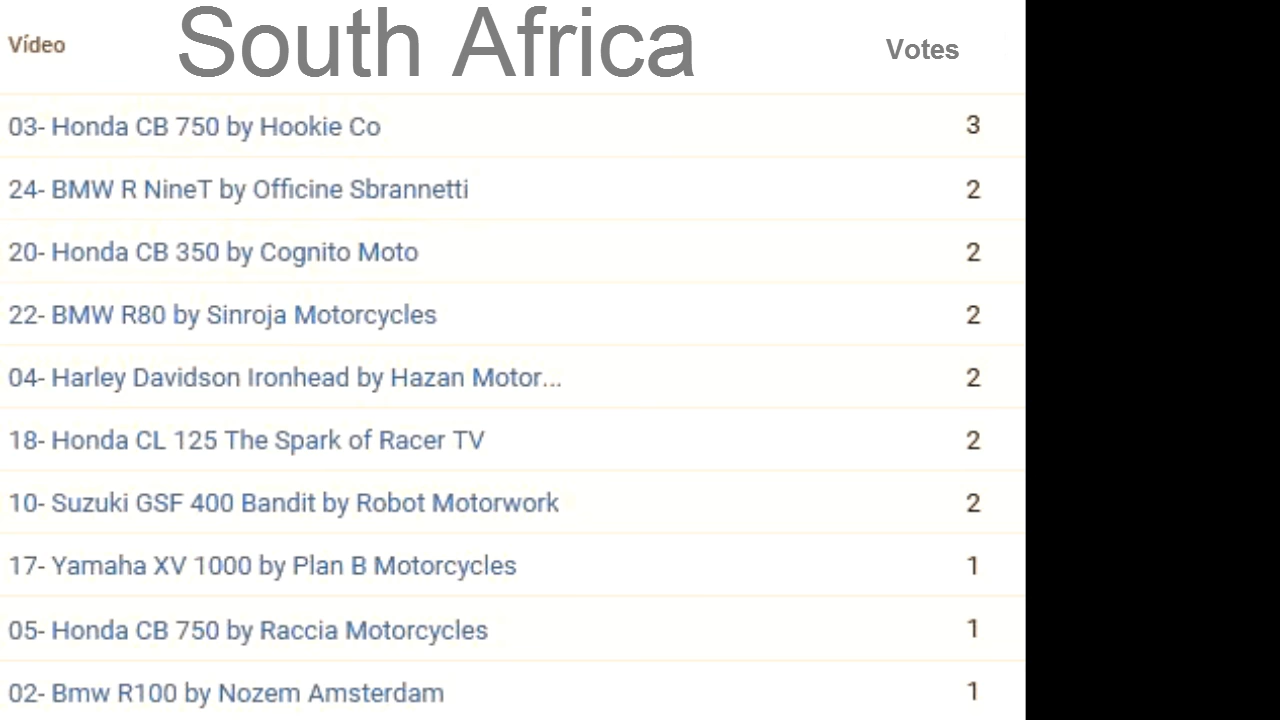 Vídeo South Africa Votes
03- Honda CB 750 by Hookie Co 3
24- BMW R NineT by Officine Sbrannetti 2
20- Honda CB 350 by Cognito Moto 2
22- BMW R80 by Sinroja Motorcycles 2
04- Harley Davidson Ironhead by Hazan Motor... 2
18- Honda CL 125 The Spark of Racer TV 2
10- Suzuki GSF 400 Bandit by Robot Motorwork 2
17- Yamaha XV 1000 by Plan B Motorcycles 1
05- Honda CB 750 by Raccia Motorcycles 1
02- Bmw R100 by Nozem Amsterdam 1